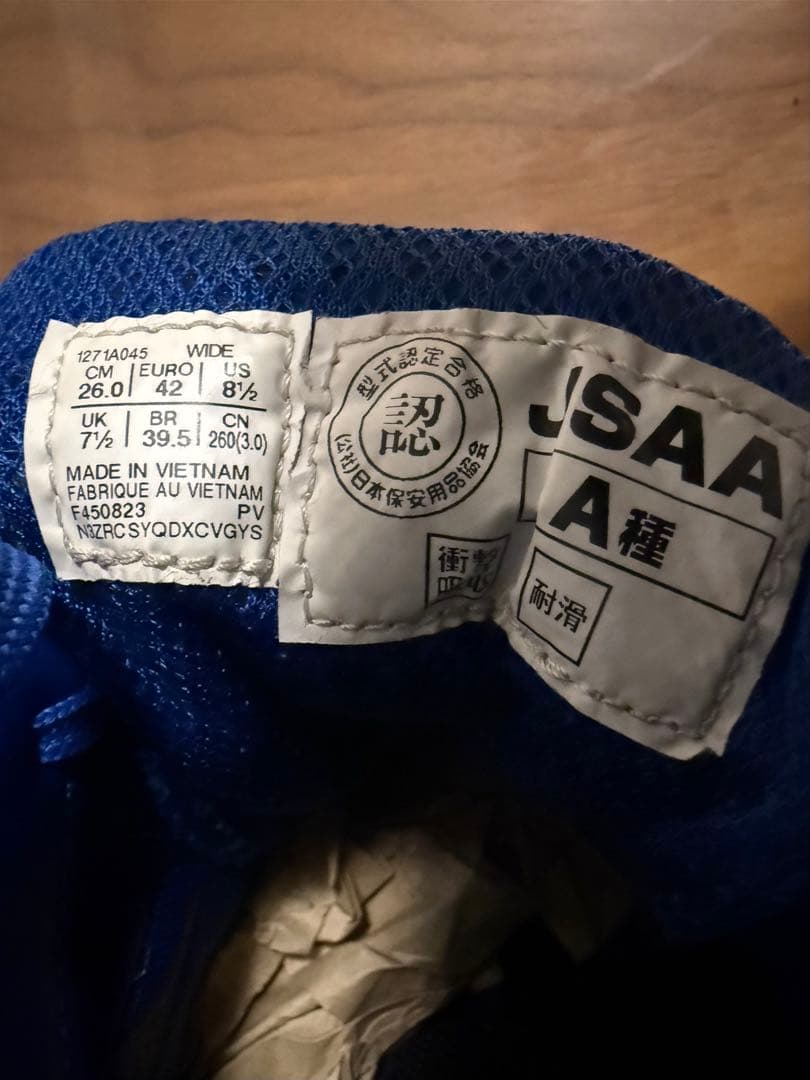 1271A045 WIDE
CM EURO US
26.0 42 8½
UK BR CN
7½ 39.5 260(3.0)
MADE IN VIETNAM
FABRIQUE AU VIETNAM
F450823 PV
N3ZRCSYQDXCVGYS
型式認定合格
認
(公社)日本保安用品協会
JSAA
A種
衝撃
吸
耐滑